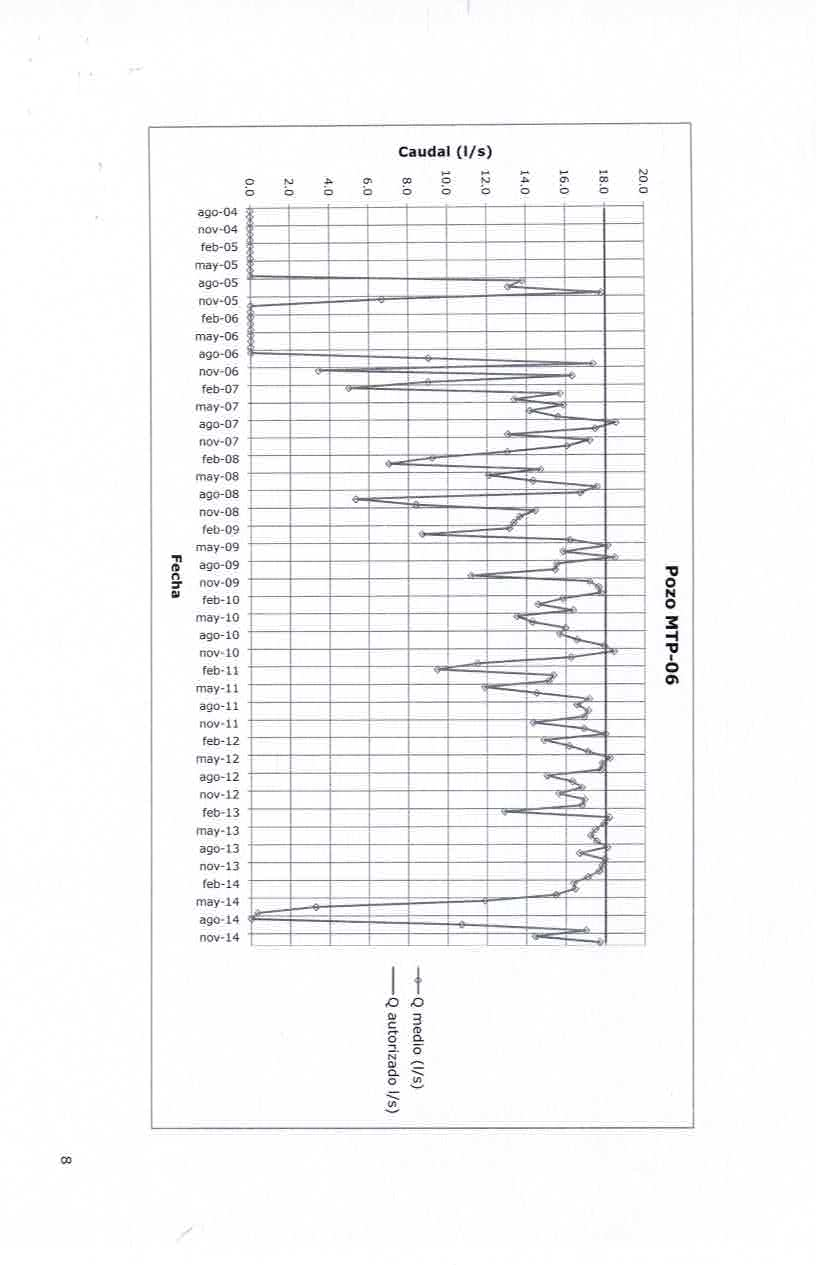 Pozo MTP-06
Caudal (l/s)
20.0
18.0
16.0
14.0
12.0
10.0
8.0
6.0
4.0
2.0
0.0
ago-04
nov-04
feb-05
may-05
ago-05
nov-05
feb-06
may-06
ago-06
nov-06
feb-07
may-07
ago-07
nov-07
feb-08
may-08
ago-08
nov-08
feb-09
may-09
ago-09
nov-09
feb-10
may-10
ago-10
nov-10
feb-11
may-11
ago-11
nov-11
feb-12
may-12
ago-12
nov-12
feb-13
may-13
ago-13
nov-13
feb-14
may-14
ago-14
nov-14
Fecha
Q medio (l/s)
Q autorizado l/s)
8